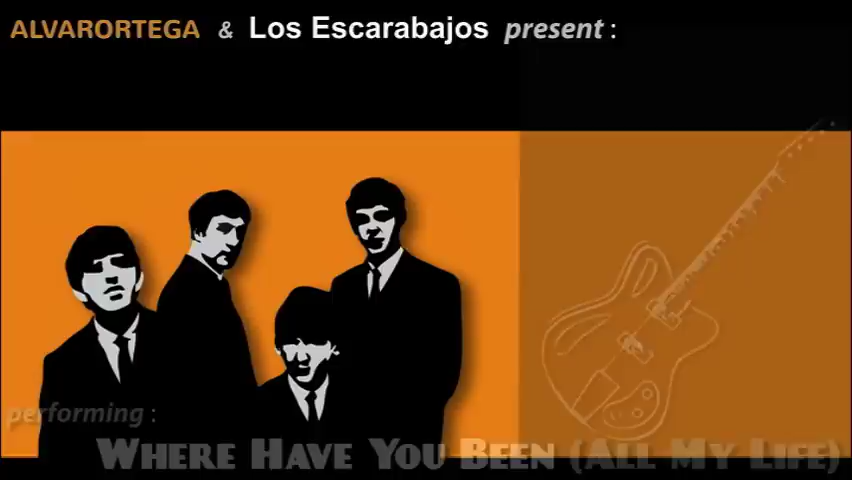 ALVARORTEGA & Los Escarabajos present :
performing :
WHERE HAVE YOU BEEN (ALL MY LIFE)